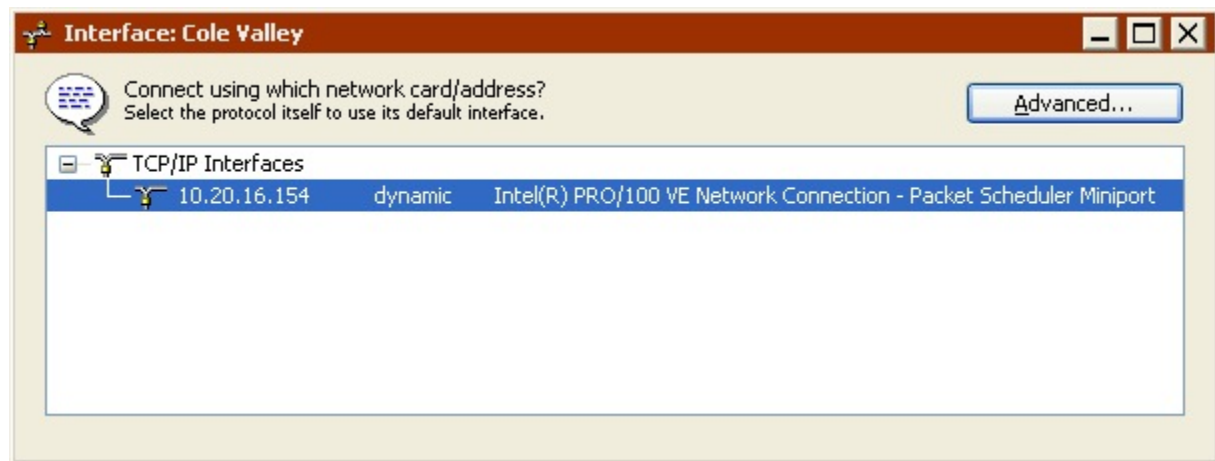 Interface: Cole Valley
Connect using which network card/address?
Select the protocol itself to use its default interface.
Advanced...
TCP/IP Interfaces
10.20.16.154 dynamic Intel(R) PRO/100 VE Network Connection - Packet Scheduler Miniport